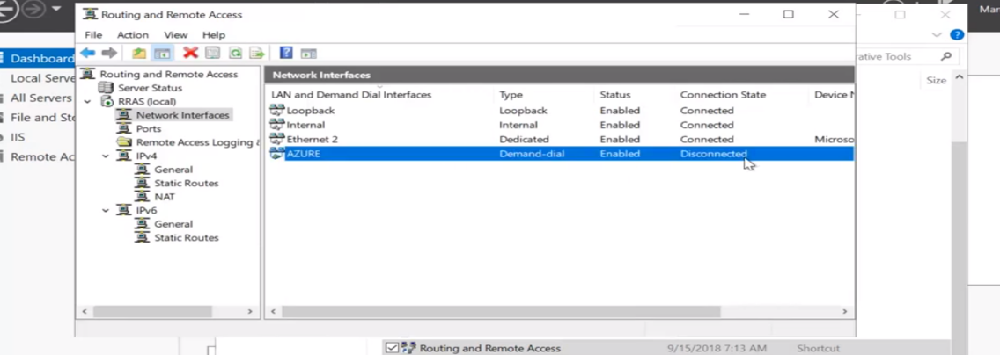 Routing and Remote Access
Mar
File Action View Help
Dashboard
Local Serve
All Servers
File and Sto
IIS
Remote Ac
Routing and Remote Access
Server Status
RRAS (local)
Network Interfaces
Ports
Remote Access Logging &
IPv4
General
Static Routes
NAT
IPv6
General
Static Routes
Network Interfaces
LAN and Demand Dial Interfaces Type Status Connection State Device N
Loopback Loopback Enabled Connected
Internal Internal Enabled Connected
Ethernet 2 Dedicated Enabled Connected Microso
AZURE Demand-dial Enabled Disconnected
rative Tools
Size
Routing and Remote Access 9/15/2018 7:13 AM Shortcut